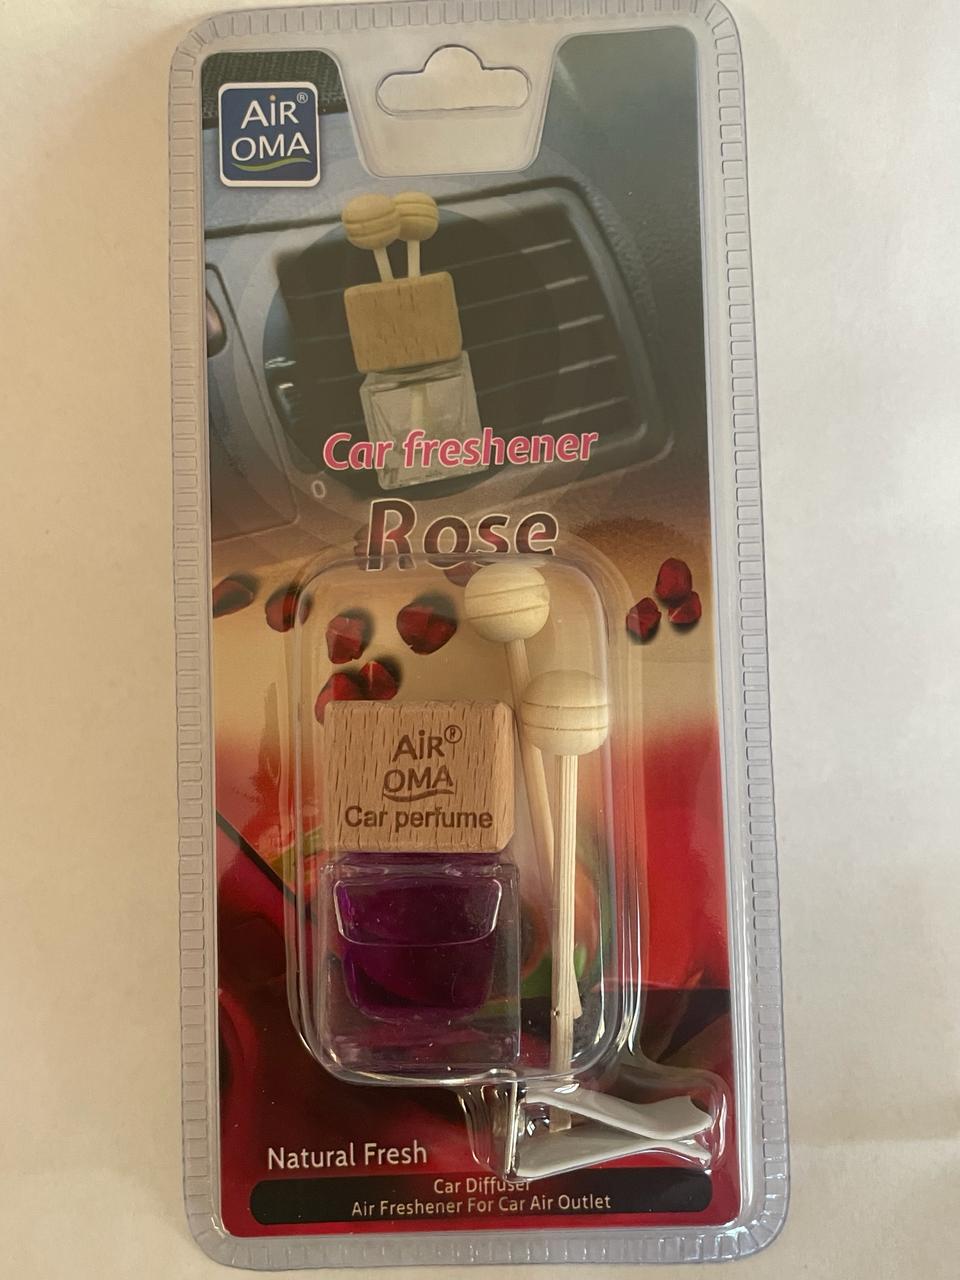 AiR®
OMA
Car freshener
0
Rose
AiR®
OMA
Car perfume
Natural Fresh
Car Diffuser
Air Freshener For Car Air Outlet